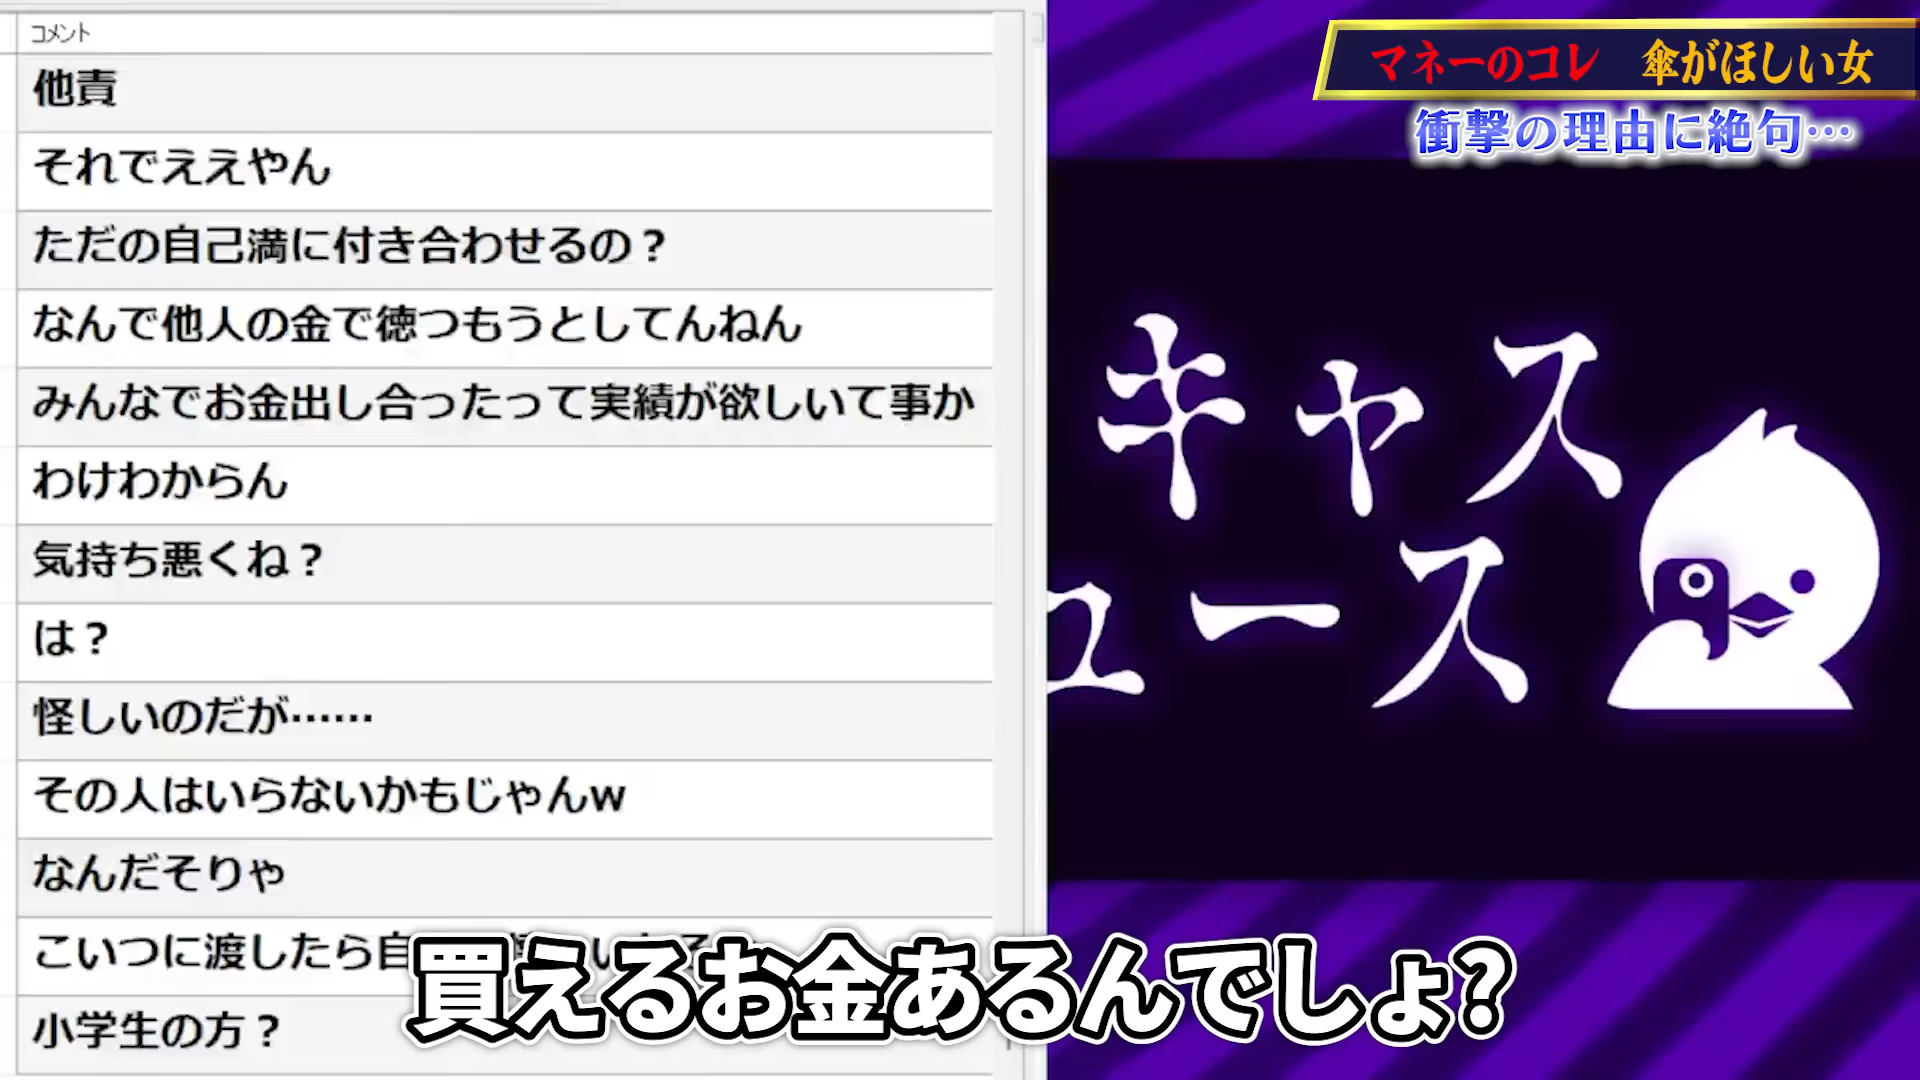 コメント
他責
それでええやん
ただの自己満に付き合わせるの？
なんで他人の金で徳つもうとしてんねん
みんなでお金出し合ったって実績が欲しいて事か
わけわからん
気持ち悪くね？
は？
怪しいのだが……
その人はいらないかもじゃんw
なんだそりゃ
こいつに渡したら自
小学生の方？
マネーのコレ 傘がほしい女
衝撃の理由に絶句…
キャス
ュース
買えるお金あるんでしょ?